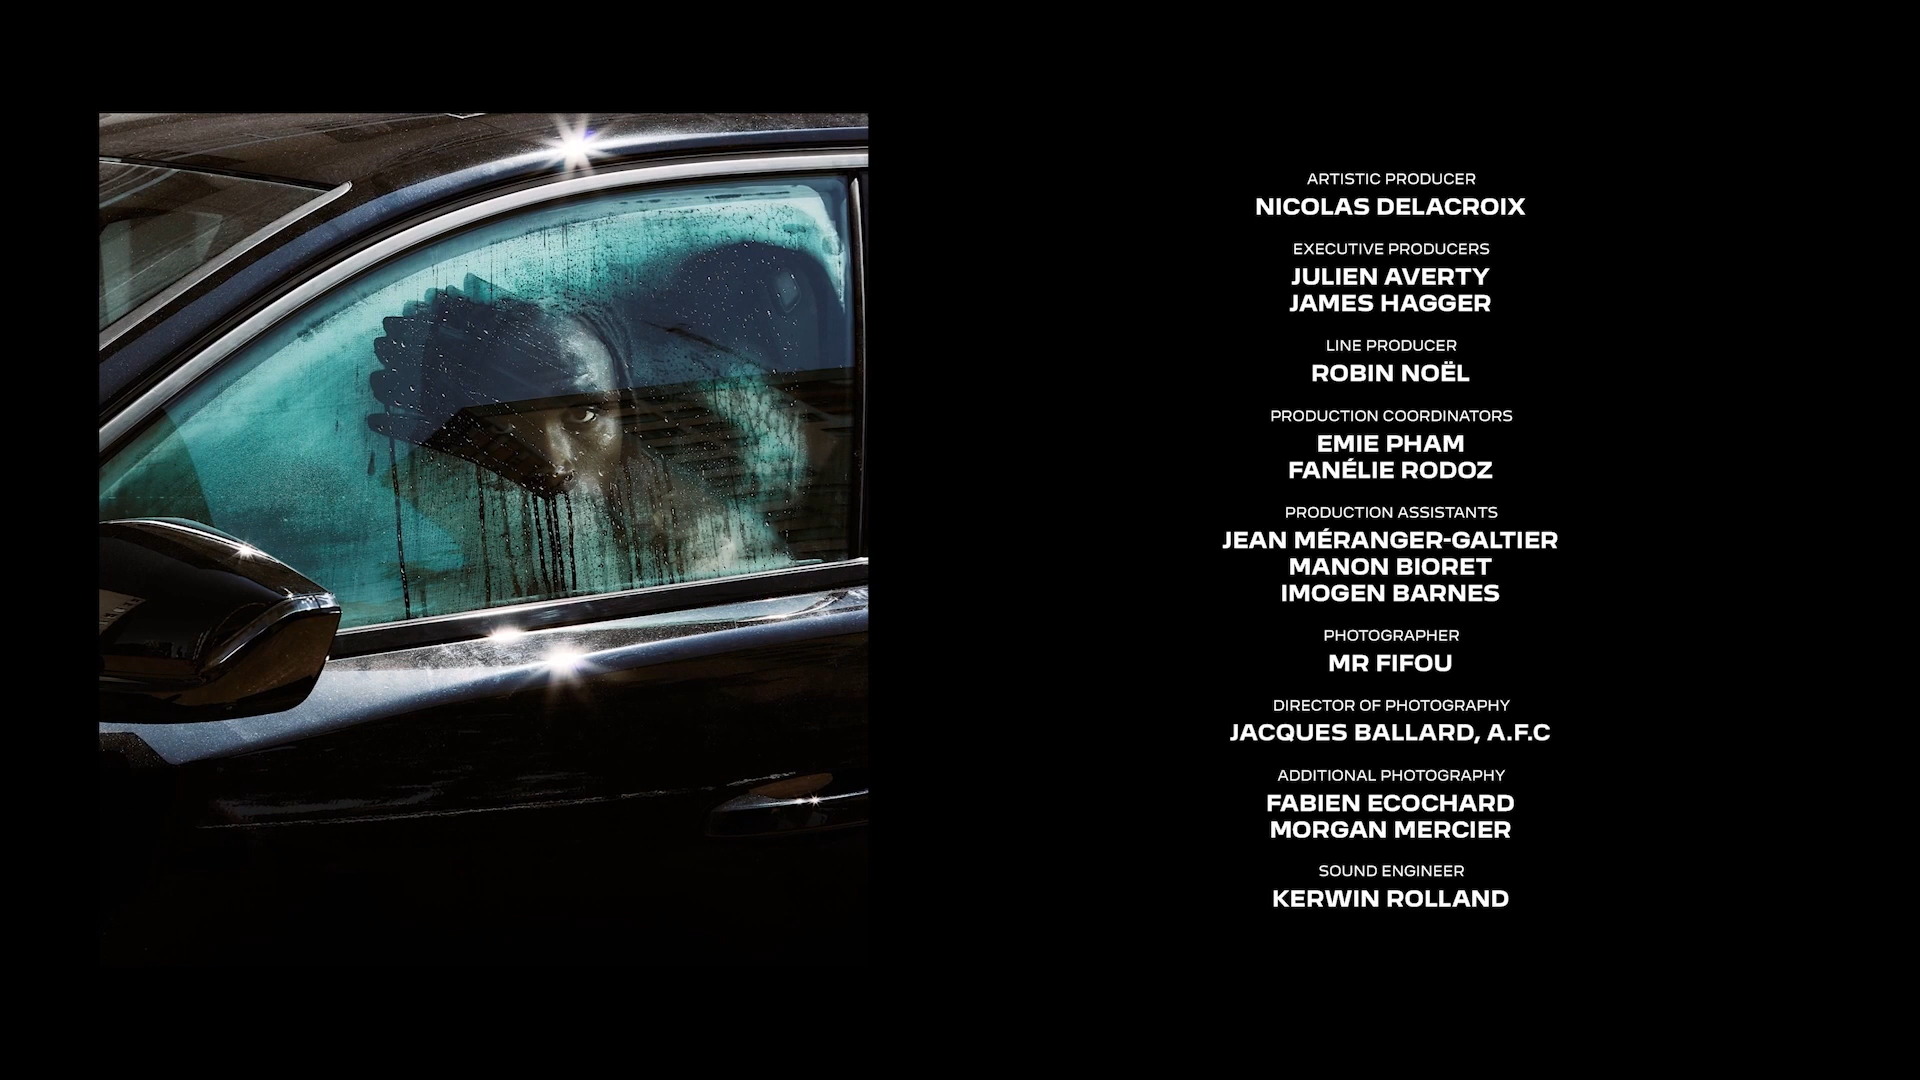 ARTISTIC PRODUCER
NICOLAS DELACROIX
EXECUTIVE PRODUCERS
JULIEN AVERTY
JAMES HAGGER
LINE PRODUCER
ROBIN NOËL
PRODUCTION COORDINATORS
EMIE PHAM
FANÉLIE RODOZ
PRODUCTION ASSISTANTS
JEAN MÉRANGER-GALTIER
MANON BIORET
IMOGEN BARNES
PHOTOGRAPHER
MR FIFOU
DIRECTOR OF PHOTOGRAPHY
JACQUES BALLARD, A.F.C
ADDITIONAL PHOTOGRAPHY
FABIEN ECOCHARD
MORGAN MERCIER
SOUND ENGINEER
KERWIN ROLLAND